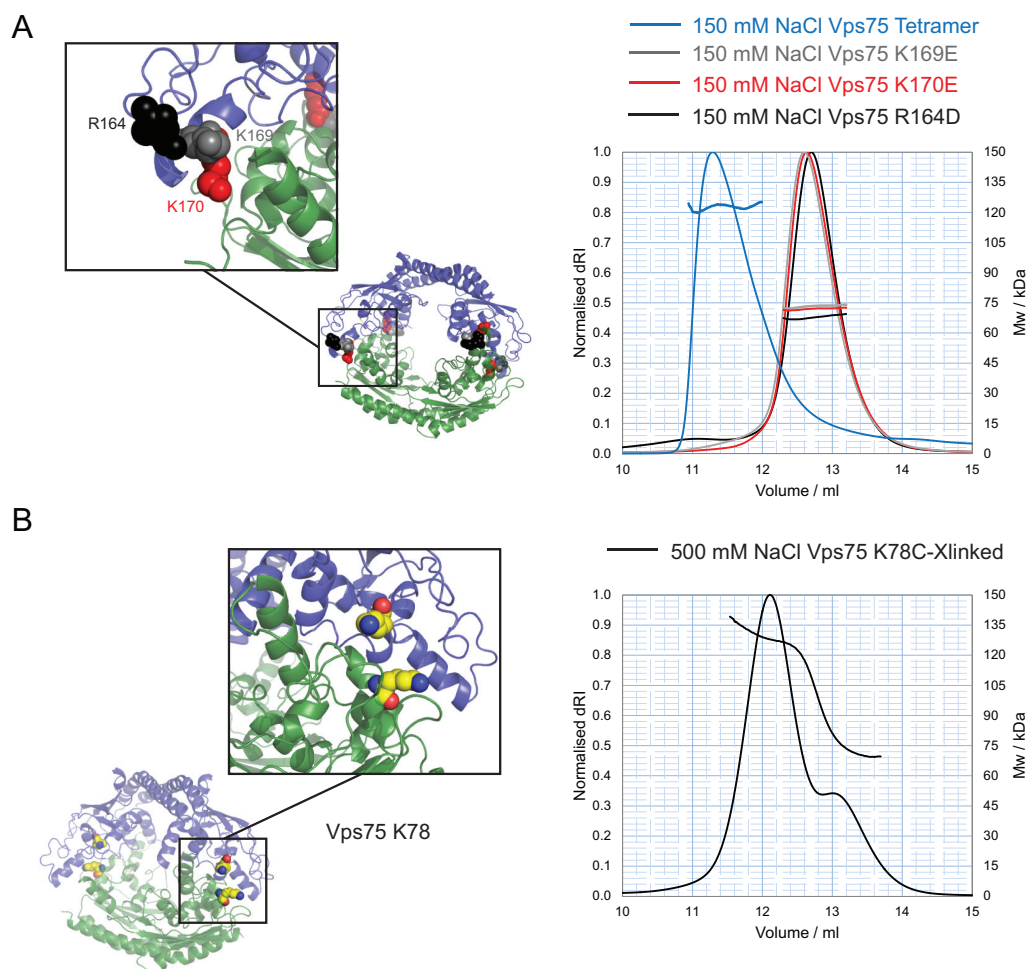 A
R164
K169
K170
150 mM NaCl Vps75 Tetramer
150 mM NaCl Vps75 K169E
150 mM NaCl Vps75 K170E
150 mM NaCl Vps75 R164D
Normalised dRI
1.0
0.9
0.8
0.7
0.6
0.5
0.4
0.3
0.2
0.1
0.0
150
135
120
105
90
75
60
45
30
15
0
Mw / kDa
10 11 12 13 14 15
Volume / ml
B
Vps75 K78
500 mM NaCl Vps75 K78C-Xlinked
Normalised dRI
1.0
0.9
0.8
0.7
0.6
0.5
0.4
0.3
0.2
0.1
0.0
150
135
120
105
90
75
60
45
30
15
0
Mw / kDa
10 11 12 13 14 15
Volume / ml